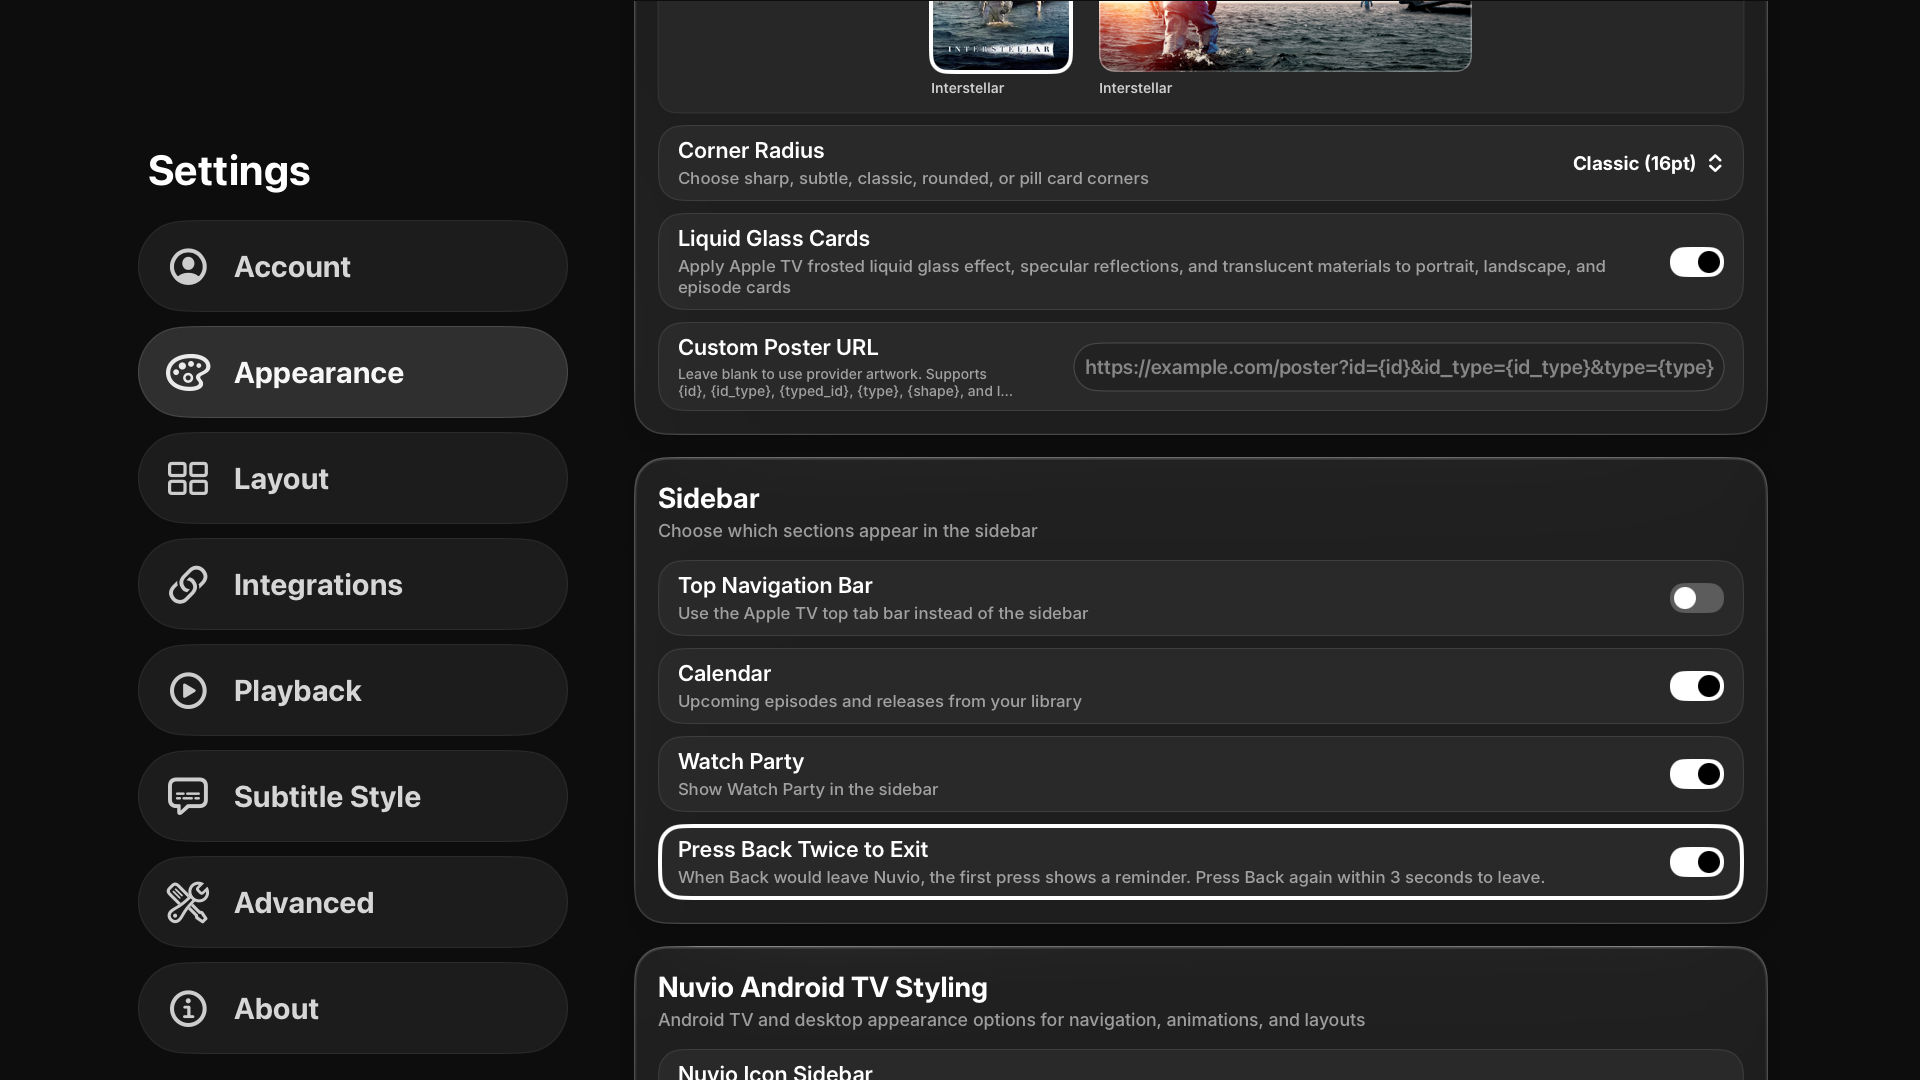 INTERSTELLAR
Interstellar
Interstellar
Settings
Account
Appearance
Layout
Integrations
Playback
Subtitle Style
Advanced
About
Corner Radius
Choose sharp, subtle, classic, rounded, or pill card corners
Classic (16pt)
Liquid Glass Cards
Apply Apple TV frosted liquid glass effect, specular reflections, and translucent materials to portrait, landscape, and
episode cards
Custom Poster URL
Leave blank to use provider artwork. Supports
{id}, {id_type}, {typed_id}, {type}, {shape}, and l...
https://example.com/poster?id={id}&id_type={id_type}&type={type}
Sidebar
Choose which sections appear in the sidebar
Top Navigation Bar
Use the Apple TV top tab bar instead of the sidebar
Calendar
Upcoming episodes and releases from your library
Watch Party
Show Watch Party in the sidebar
Press Back Twice to Exit
When Back would leave Nuvio, the first press shows a reminder. Press Back again within 3 seconds to leave.
Nuvio Android TV Styling
Android TV and desktop appearance options for navigation, animations, and layouts
Nuvio Icon Sidebar